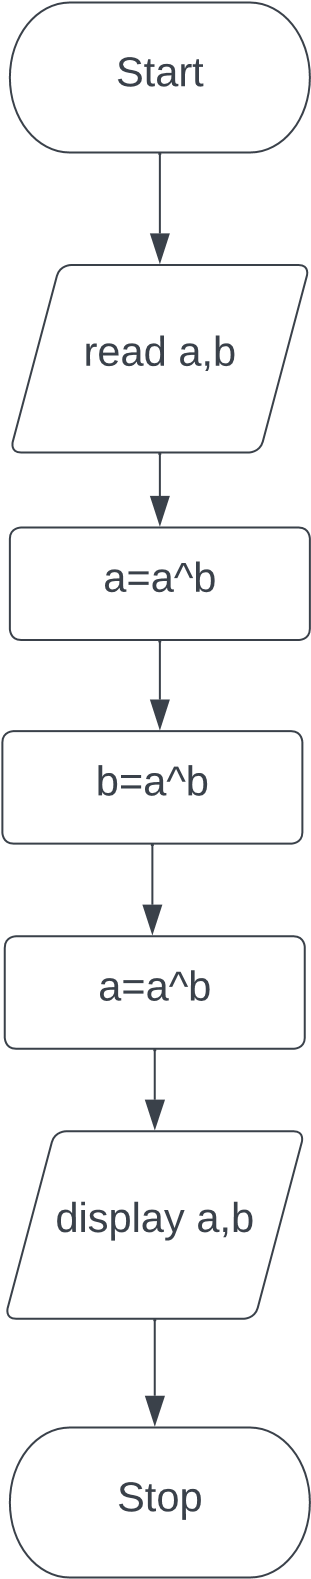 Start
read a,b
a=a^b
b=a^b
a=a^b
display a,b
Stop